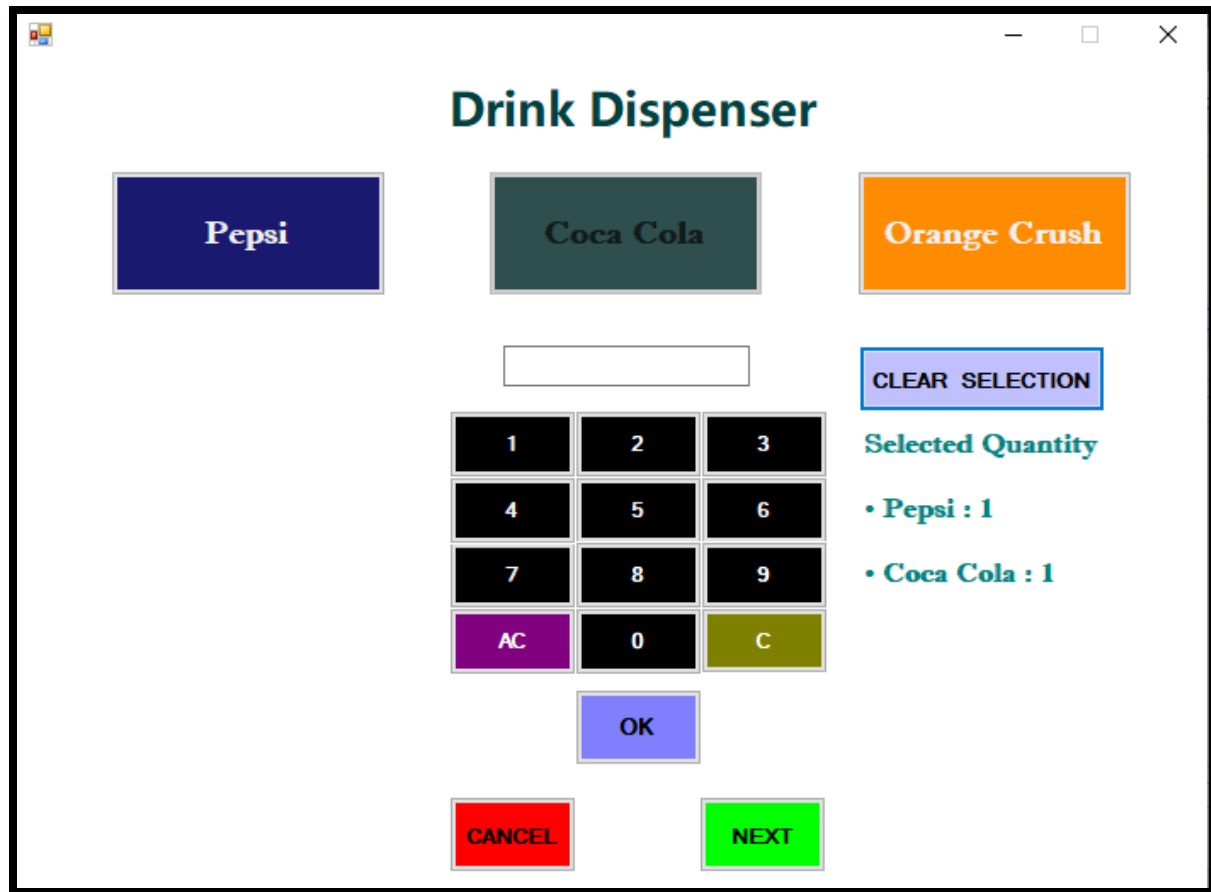 Drink Dispenser
Pepsi
Coca Cola
Orange Crush
CLEAR SELECTION
1 2 3
4 5 6
7 8 9
AC 0 C
OK
CANCEL NEXT
Selected Quantity
• Pepsi : 1
• Coca Cola : 1